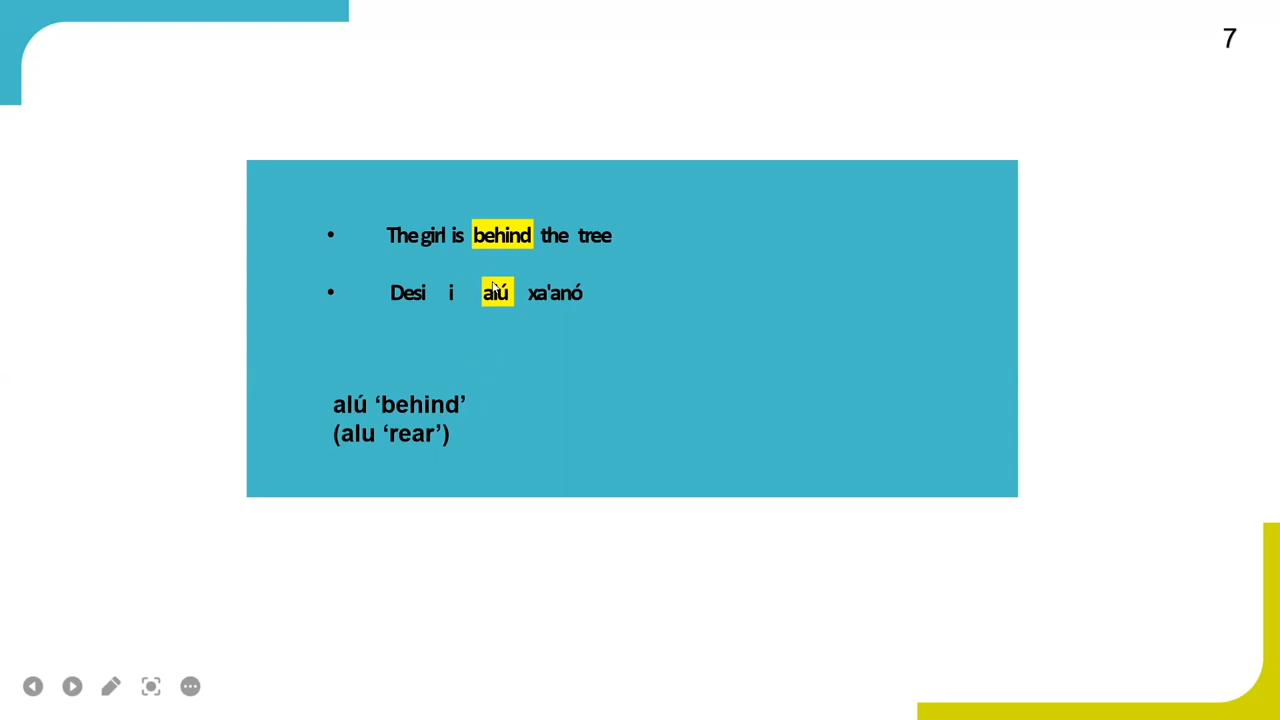 7
• The girl is behind the tree
• Desi i alú xa'anó
alú ‘behind’
(alu ‘rear’)